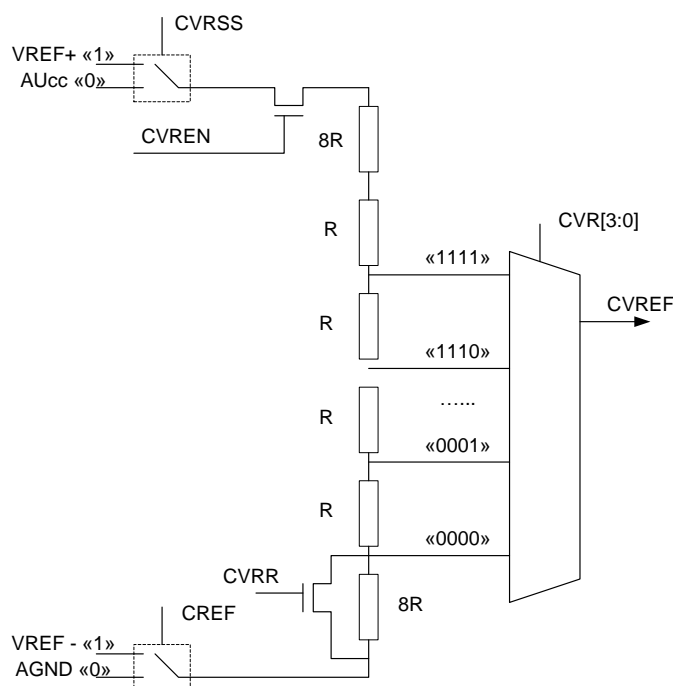 CVRSS
VREF+ «1»
AUcc «0»
CVREN
8R
R
CVR[3:0]
«1111»
CVREF
R
«1110»
…...
R
«0001»
R
«0000»
CVRR
8R
CREF
VREF - «1»
AGND «0»